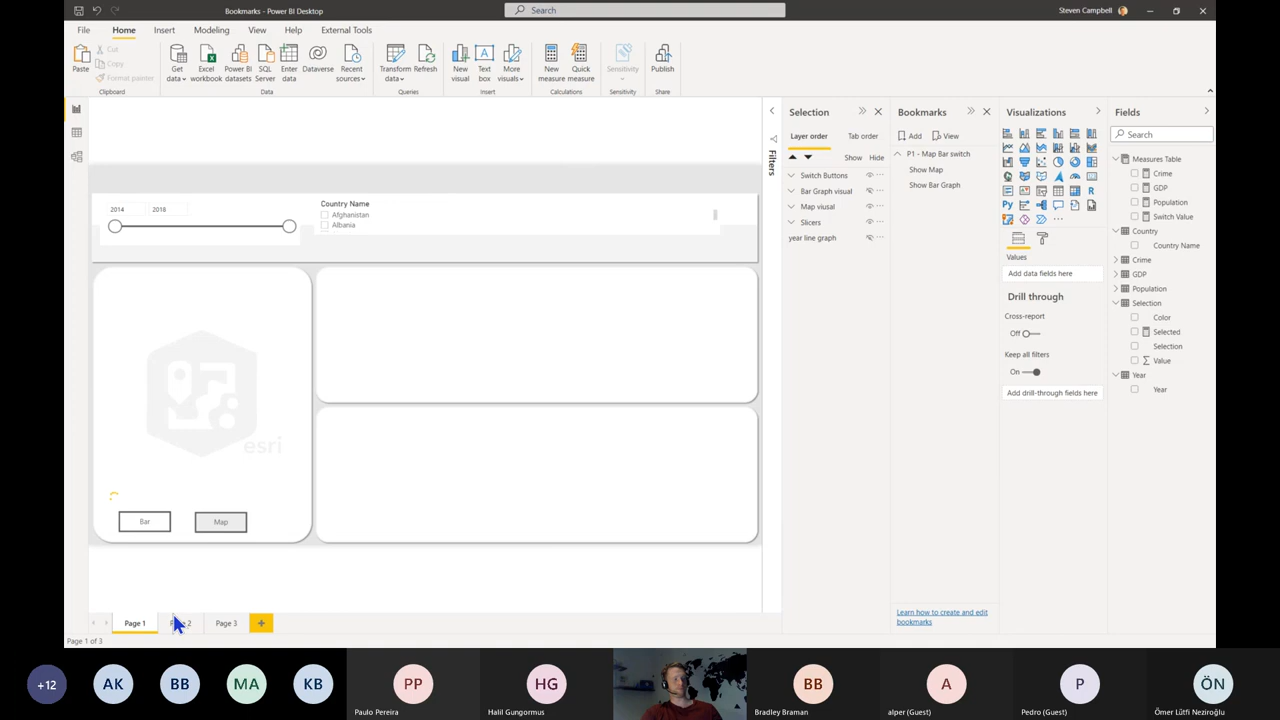 Bookmarks - Power BI Desktop
Search
Steven Campbell
File
Home
Insert
Modeling
View
Help
External Tools
Paste
Cut
Copy
Format painter
Get data
Excel workbook
Power BI datasets
SQL Server
Enter data
Dataverse
Recent sources
Transform data
Refresh
New visual
Text box
More visuals
New measure
Quick measure
Sensitivity
Publish
Clipboard
Data
Queries
Insert
Calculations
Sensitivity
Share
2014
2018
Country Name
Afghanistan
Albania
esri
Bar
Map
Filters
Selection
Layer order
Tab order
Show
Hide
Switch Buttons
Bar Graph visual
Map viusal
Slicers
year line graph
Bookmarks
Add
View
P1 - Map Bar switch
Show Map
Show Bar Graph
Learn how to create and edit
bookmarks
Visualizations
R
Py
Values
Add data fields here
Drill through
Cross-report
Off
Keep all filters
On
Add drill-through fields here
Fields
Search
Measures Table
Crime
GDP
Population
Switch Value
Country
Country Name
Crime
GDP
Population
Selection
Color
Selected
Selection
Value
Year
Year
Page 1
Page 3
Page 1 of 3
+12
AK
BB
MA
KB
PP
Paulo Pereira
HG
Halil Gungormus
BB
Bradley Braman
A
alper (Guest)
P
Pedro (Guest)
ÖN
Ömer Lütfi Neziroğlu